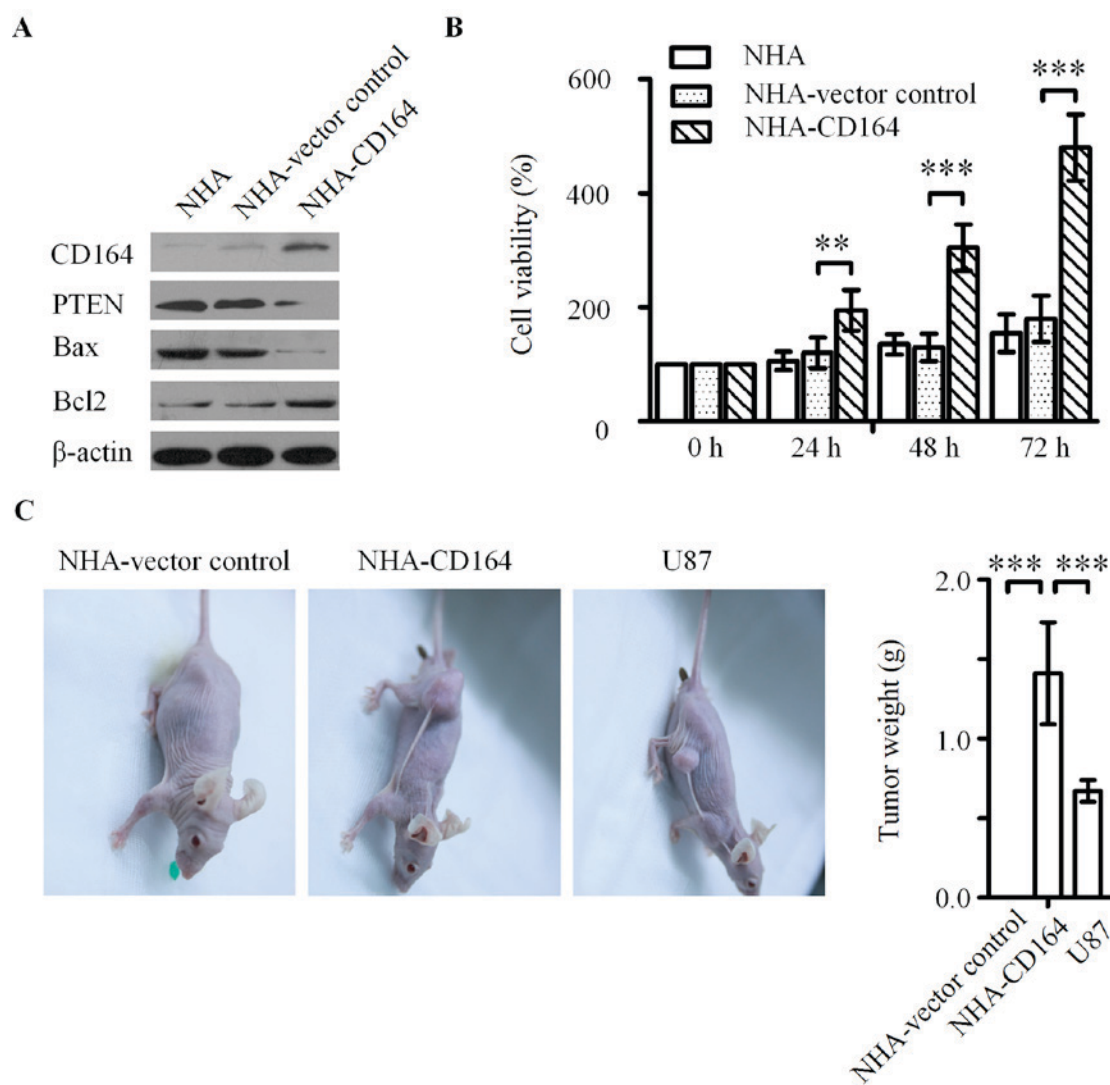 A
NHA
NHA-vector control
NHA-CD164
CD164
PTEN
Bax
Bcl2
β-actin
B
NHA
NHA-vector control
NHA-CD164
Cell viability (%)
600
400
200
0
**
***
***
0 h
24 h
48 h
72 h
C
NHA-vector control
NHA-CD164
U87
Tumor weight (g)
*** ***
2.0
1.0
0.0
NHA-vector control
NHA-CD164
U87